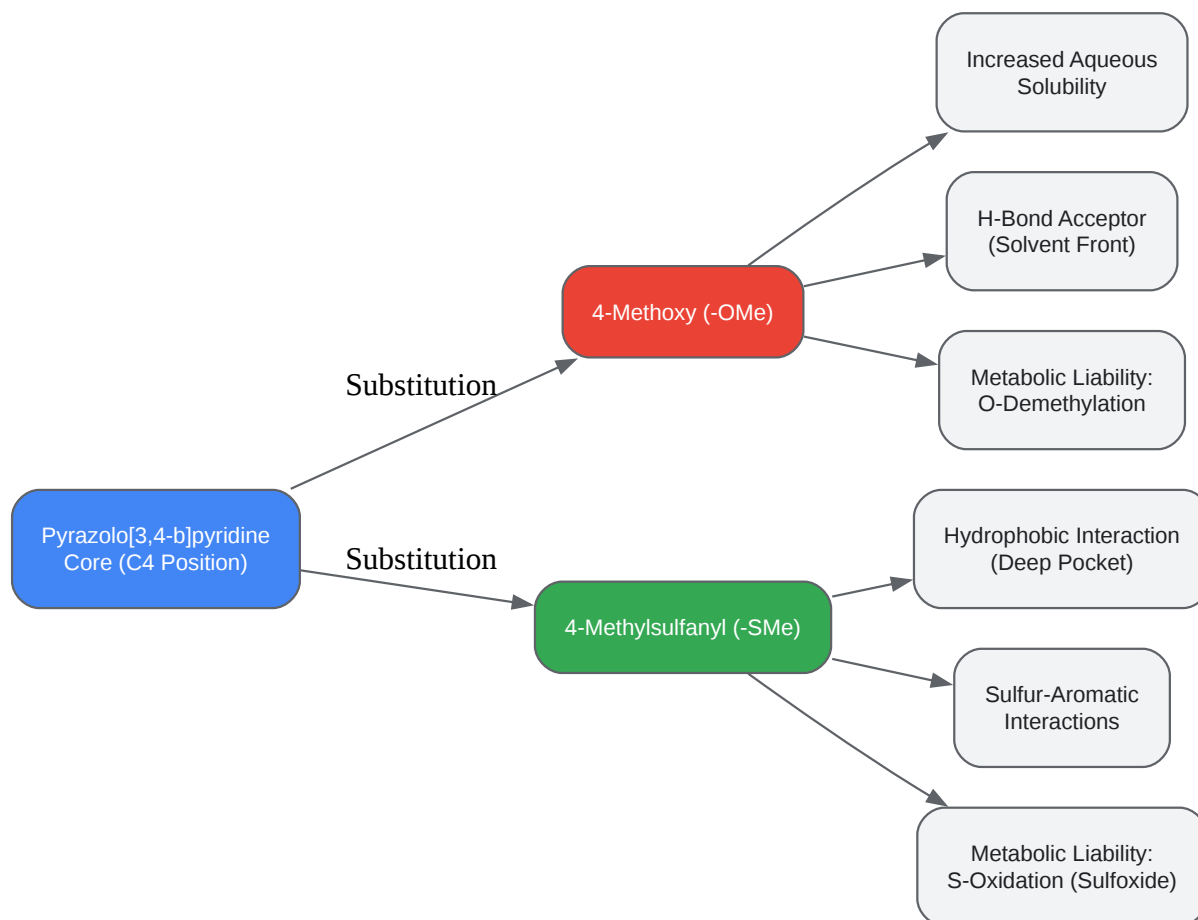 Increased Aqueous
Solubility
H-Bond Acceptor
(Solvent Front)
4-Methoxy (-OMe)
Metabolic Liability:
O-Demethylation
Substitution
Pyrazolo[3,4-b]pyridine
Core (C4 Position)
Substitution
Hydrophobic Interaction
(Deep Pocket)
4-Methylsulfanyl (-SMe)
Sulfur-Aromatic
Interactions
Metabolic Liability:
S-Oxidation (Sulfoxide)